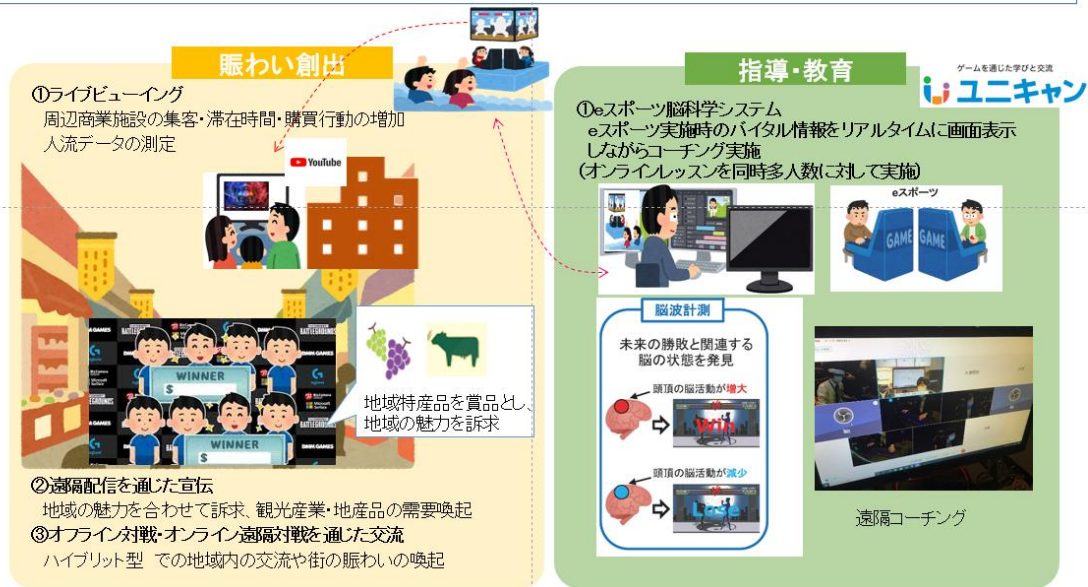 賑わい創出
①ライブビューイング
周辺商業施設の集客・滞在時間・購買行動の増加
人流データの測定
YouTube
WINNER
$
WINNER
$
地域特産品を賞品とし、
地域の魅力を訴求
②遠隔配信を通じた宣伝
地域の魅力を合わせて訴求、観光産業・地産品の需要喚起
③オフライン対戦・オンライン遠隔対戦を通じた交流
ハイブリット型 での地域内の交流や街の賑わいの喚起
指導・教育
ゲームを通じた学びと交流
ユニキャン
①eスポーツ脳科学システム
eスポーツ実施時のバイタル情報をリアルタイムに画面表示
しながらコーチング実施
(オンラインレッスンを同時多人数に対して実施)
eスポーツ
GAME GAME
脳波計測
未来の勝敗と関連する
脳の状態を発見
頭頂の脳活動が増大
Win
頭頂の脳活動が減少
Lose
遠隔コーチング